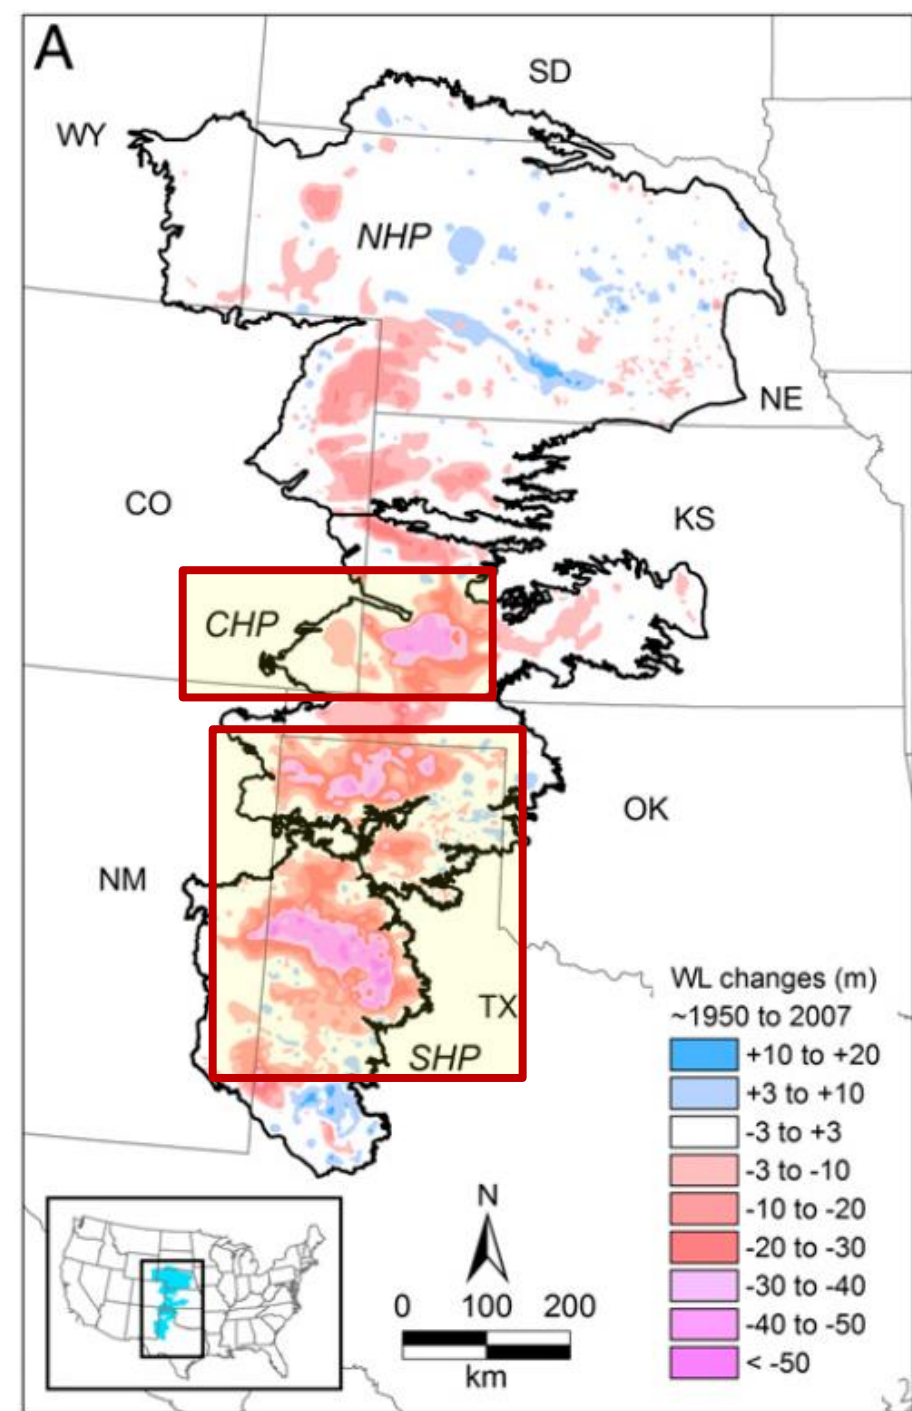 A
SD
WY
NHP
NE
CO
KS
CHP
OK
NM
TX
SHP
WL changes (m)
~1950 to 2007
+10 to +20
+3 to +10
-3 to +3
-3 to -10
-10 to -20
-20 to -30
-30 to -40
-40 to -50
< -50
N
0 100 200
km